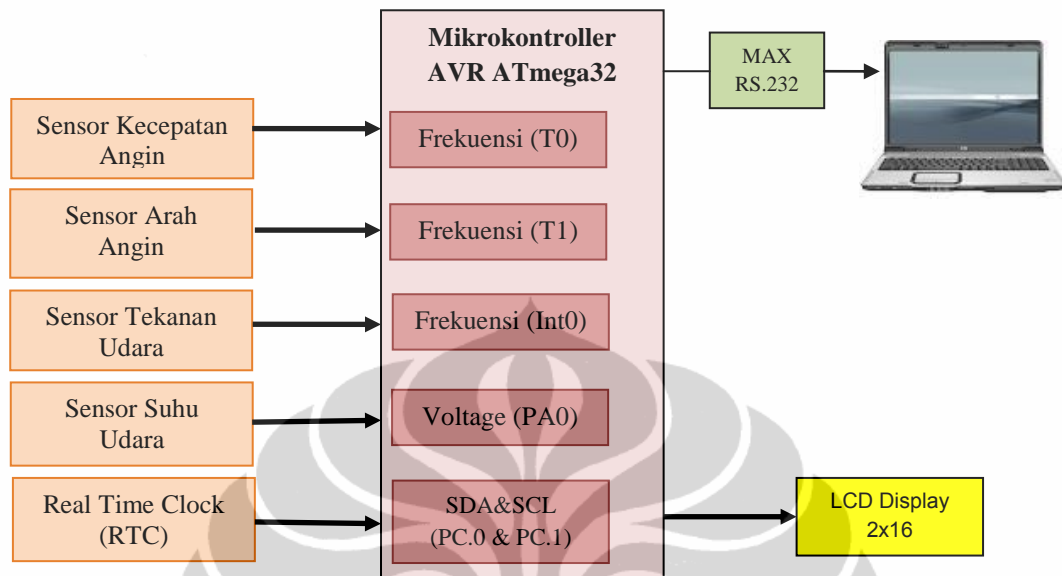 Mikrokontroller
AVR ATmega32
MAX
RS.232
Sensor Kecepatan
Angin
Frekuensi (T0)
Sensor Arah
Angin
Frekuensi (T1)
Sensor Tekanan
Udara
Frekuensi (Int0)
Sensor Suhu
Udara
Voltage (PA0)
Real Time Clock
(RTC)
SDA&SCL
(PC.0 & PC.1)
LCD Display
2x16